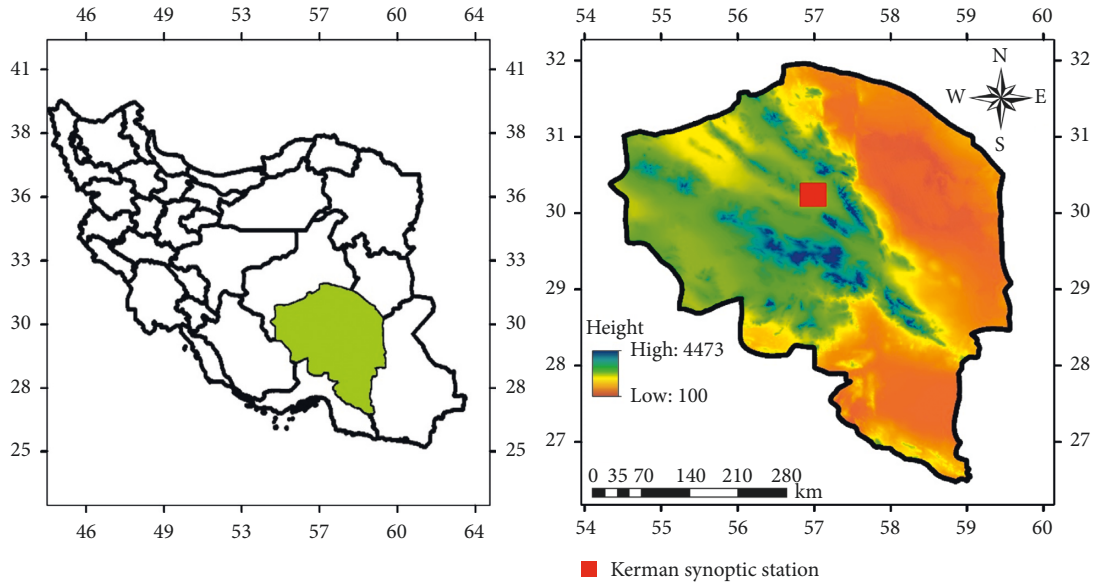 46 49 53 57 60 64
41 41
38 38
36 36
33 33
30 30
28 28
25 25
46 49 53 57 60 64
54 55 56 57 58 59 60
32 32
N
W E
S
31 31
30 30
29 29
Height
High: 4473
28 28
Low: 100
27 27
0 35 70 140 210 280
km
54 55 56 57 58 59 60
Kerman synoptic station